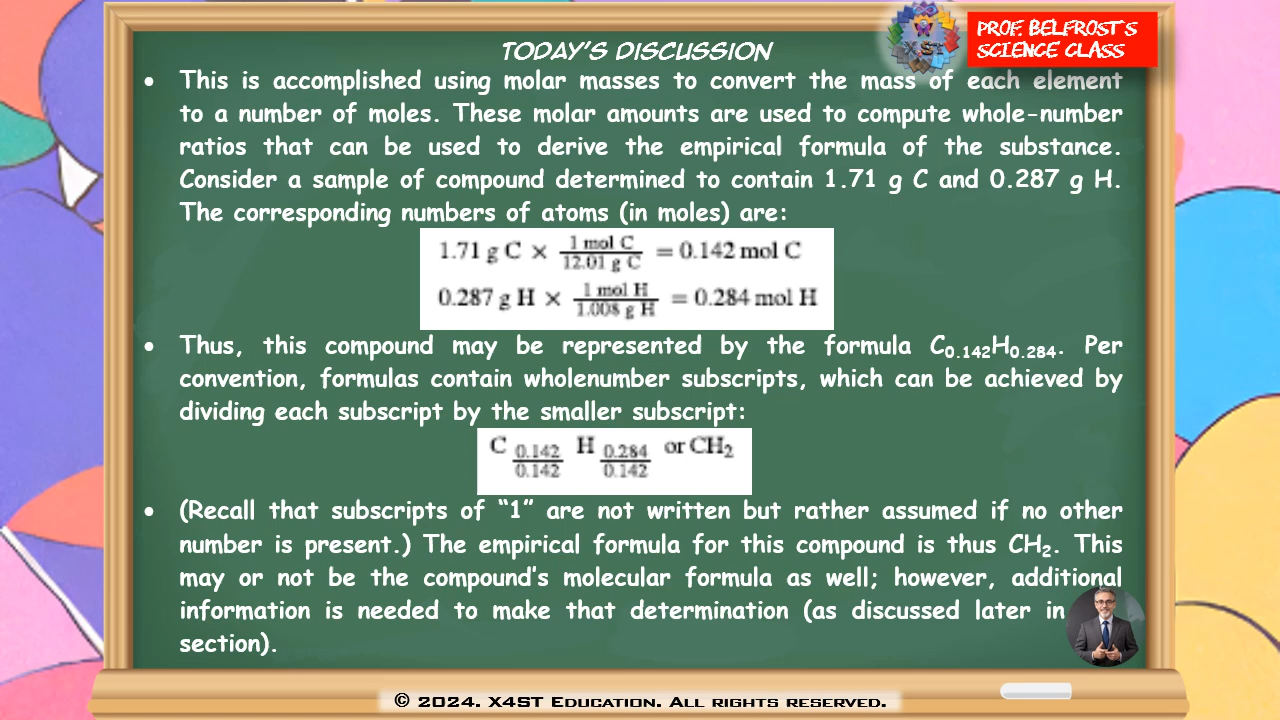 TODAY'S DISCUSSION
X4ST
PROF. BELFROST'S
SCIENCE CLASS
• This is accomplished using molar masses to convert the mass of each element
to a number of moles. These molar amounts are used to compute whole-number
ratios that can be used to derive the empirical formula of the substance.
Consider a sample of compound determined to contain 1.71 g C and 0.287 g H.
The corresponding numbers of atoms (in moles) are:
1.71 g C × 1 mol C / 12.01 g C = 0.142 mol C
0.287 g H × 1 mol H / 1.008 g H = 0.284 mol H
• Thus, this compound may be represented by the formula C₀.₁₄₂H₀.₂₈₄. Per
convention, formulas contain wholenumber subscripts, which can be achieved by
dividing each subscript by the smaller subscript:
C 0.142/0.142 H 0.284/0.142 or CH₂
• (Recall that subscripts of “1” are not written but rather assumed if no other
number is present.) The empirical formula for this compound is thus CH₂. This
may or not be the compound's molecular formula as well; however, additional
information is needed to make that determination (as discussed later in
section).
© 2024. X4ST Education. All rights reserved.